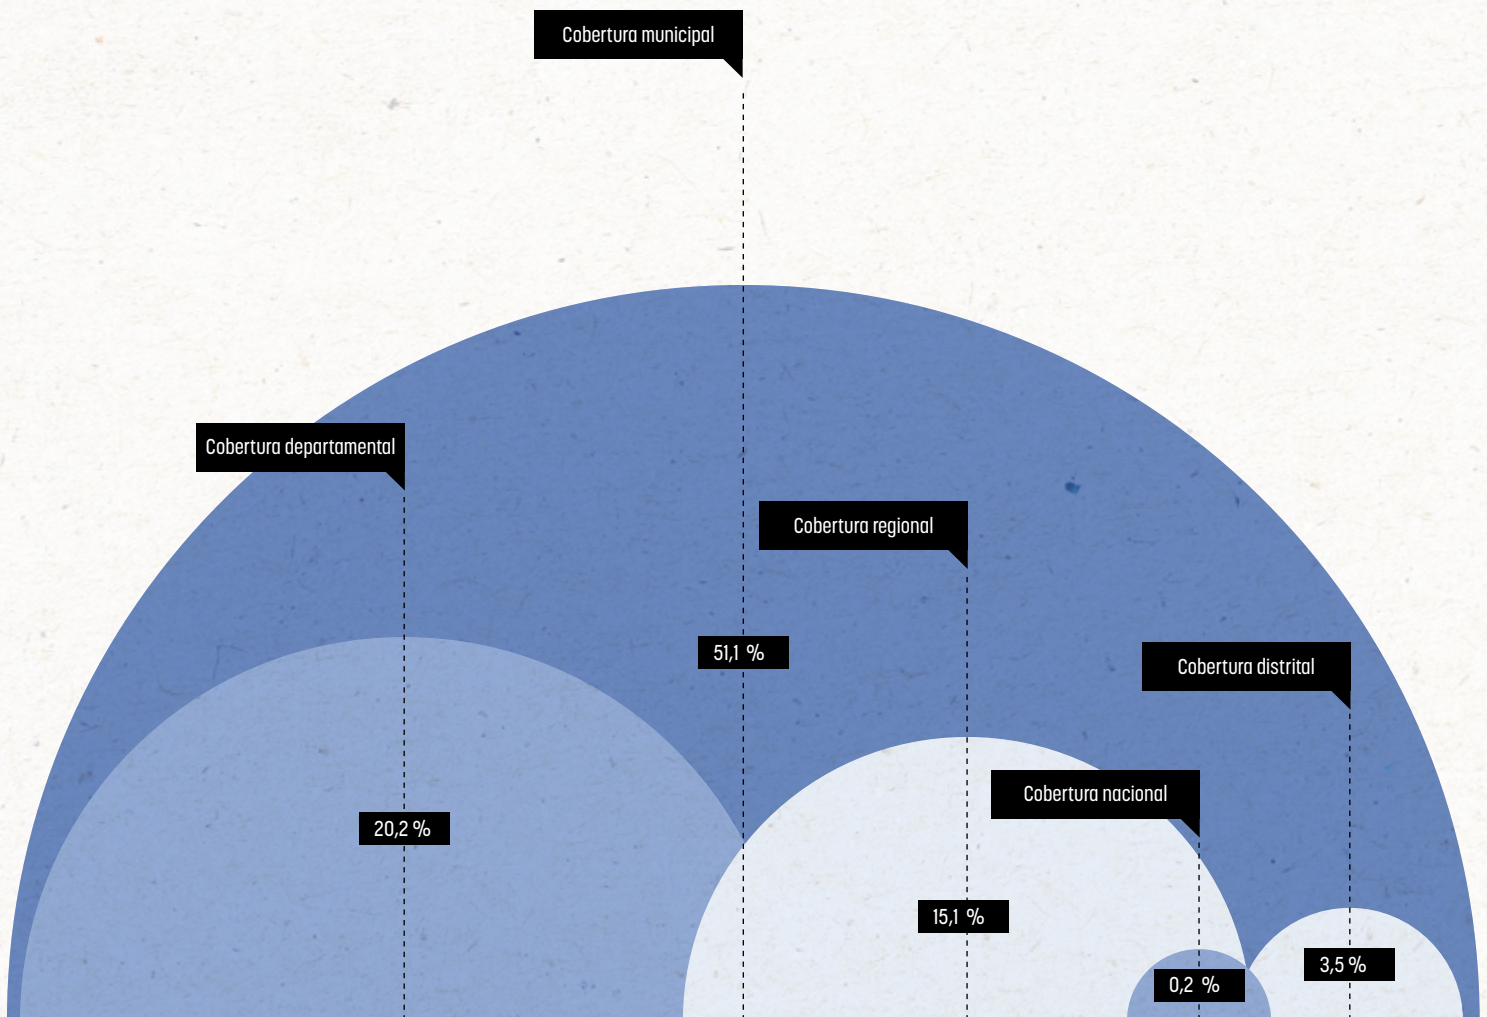 Cobertura municipal
Cobertura departamental
Cobertura regional
51,1 %
Cobertura distrital
Cobertura nacional
20,2 %
15,1 %
3,5 %
0,2 %